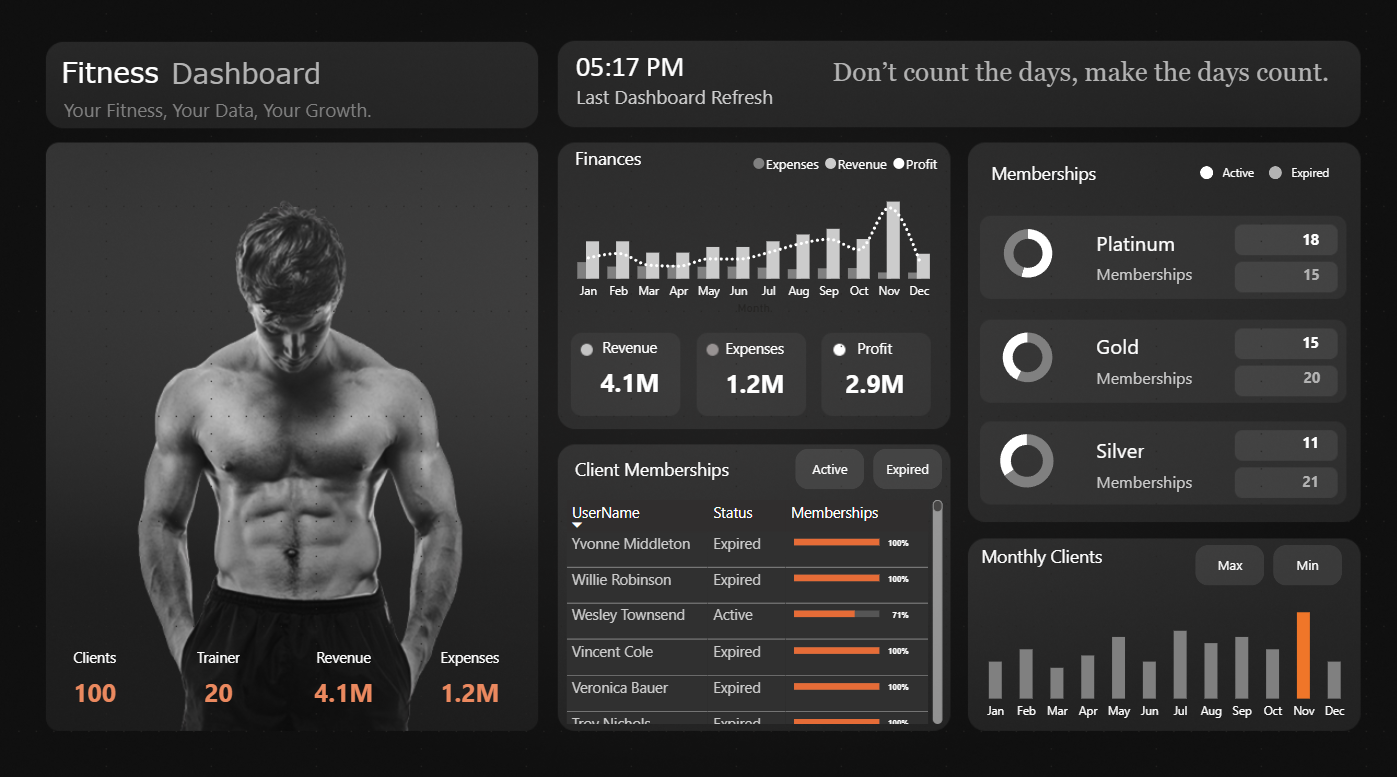 Fitness Dashboard
Your Fitness, Your Data, Your Growth.
05:17 PM
Last Dashboard Refresh
Don’t count the days, make the days count.
Clients
100
Trainer
20
Revenue
4.1M
Expenses
1.2M
Finances
Expenses Revenue Profit
Jan Feb Mar Apr May Jun Jul Aug Sep Oct Nov Dec
Month
Revenue
4.1M
Expenses
1.2M
Profit
2.9M
Client Memberships
Active
Expired
UserName Status Memberships
Yvonne Middleton Expired 100%
Willie Robinson Expired 100%
Wesley Townsend Active 71%
Vincent Cole Expired 100%
Veronica Bauer Expired 100%
Troy Nichols Expired 100%
Memberships
Active Expired
Platinum
Memberships
18
15
Gold
Memberships
15
20
Silver
Memberships
11
21
Monthly Clients
Max
Min
Jan Feb Mar Apr May Jun Jul Aug Sep Oct Nov Dec